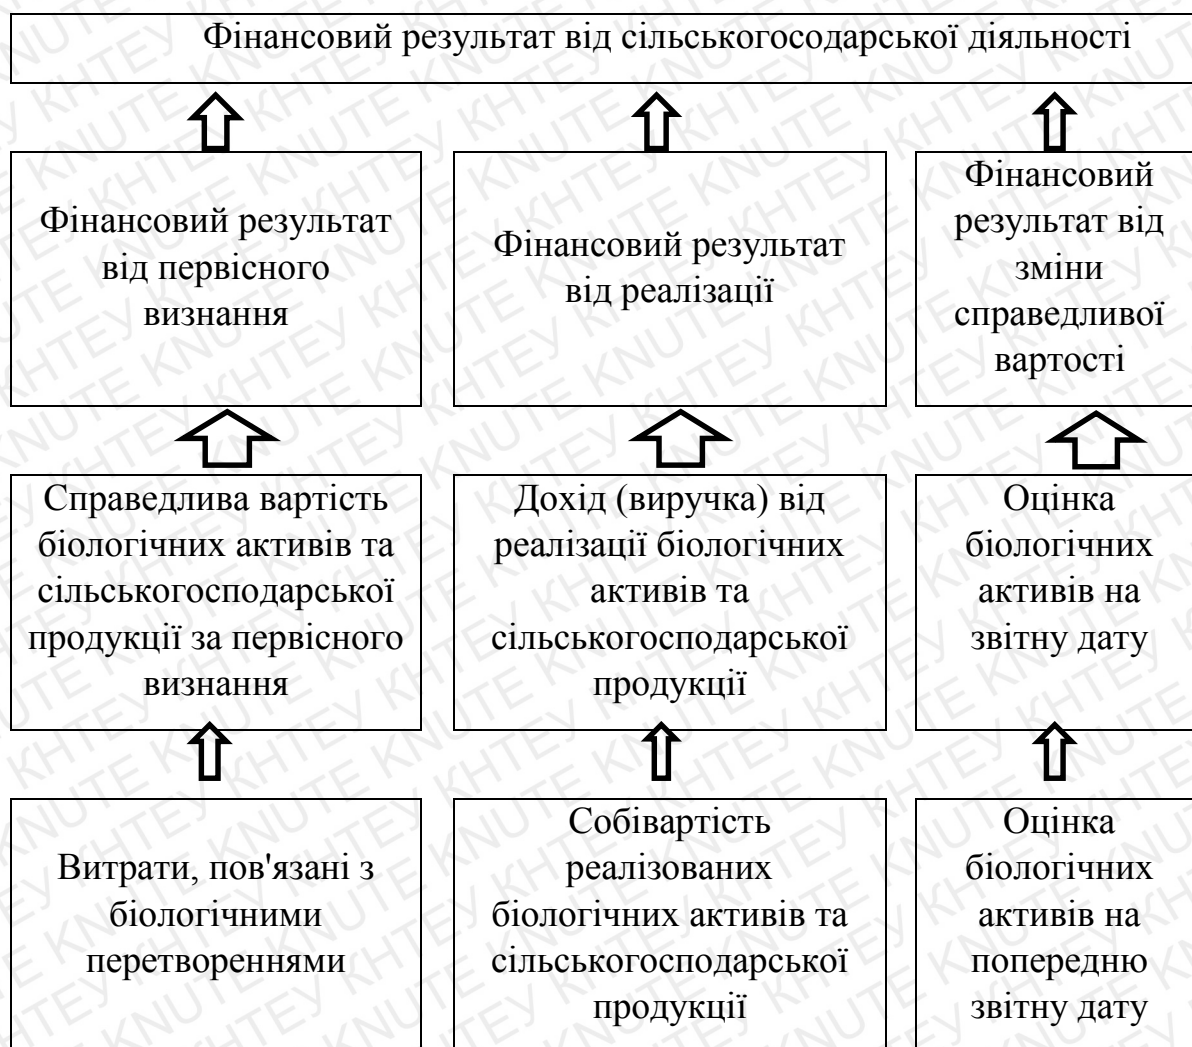 Фінансовий результат від сільськогосодарської діяльності
Фінансовий результат
від первісного
визнання
Фінансовий результат
від реалізації
Фінансовий
результат від
зміни
справедливої
вартості
Справедлива вартість
біологічних активів та
сільськогосподарської
продукції за первісного
визнання
Дохід (виручка) від
реалізації біологічних
активів та
сільськогосподарської
продукції
Оцінка
біологічних
активів на
звітну дату
Витрати, пов'язані з
біологічними
перетвореннями
Собівартість
реалізованих
біологічних активів та
сільськогосподарської
продукції
Оцінка
біологічних
активів на
попередню
звітну дату